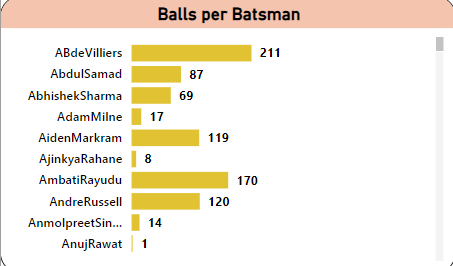 Balls per Batsman
ABdeVilliers 211
AbdulSamad 87
AbhishekSharma 69
AdamMilne 17
AidenMarkram 119
AjinkyaRahane 8
AmbatiRayudu 170
AndreRussell 120
AnmolpreetSin... 14
AnujRawat 1